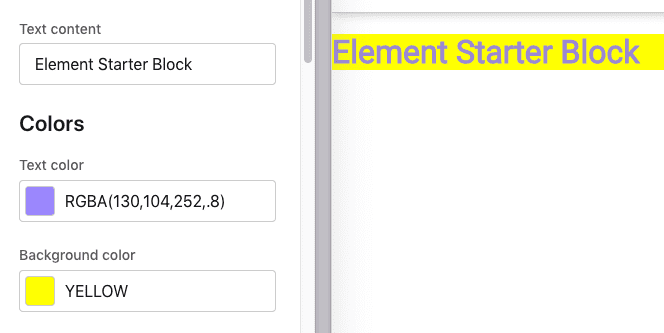 Text content
Element Starter Block
Colors
Text color
RGBA(130,104,252,.8)
Background color
YELLOW
Element Starter Block